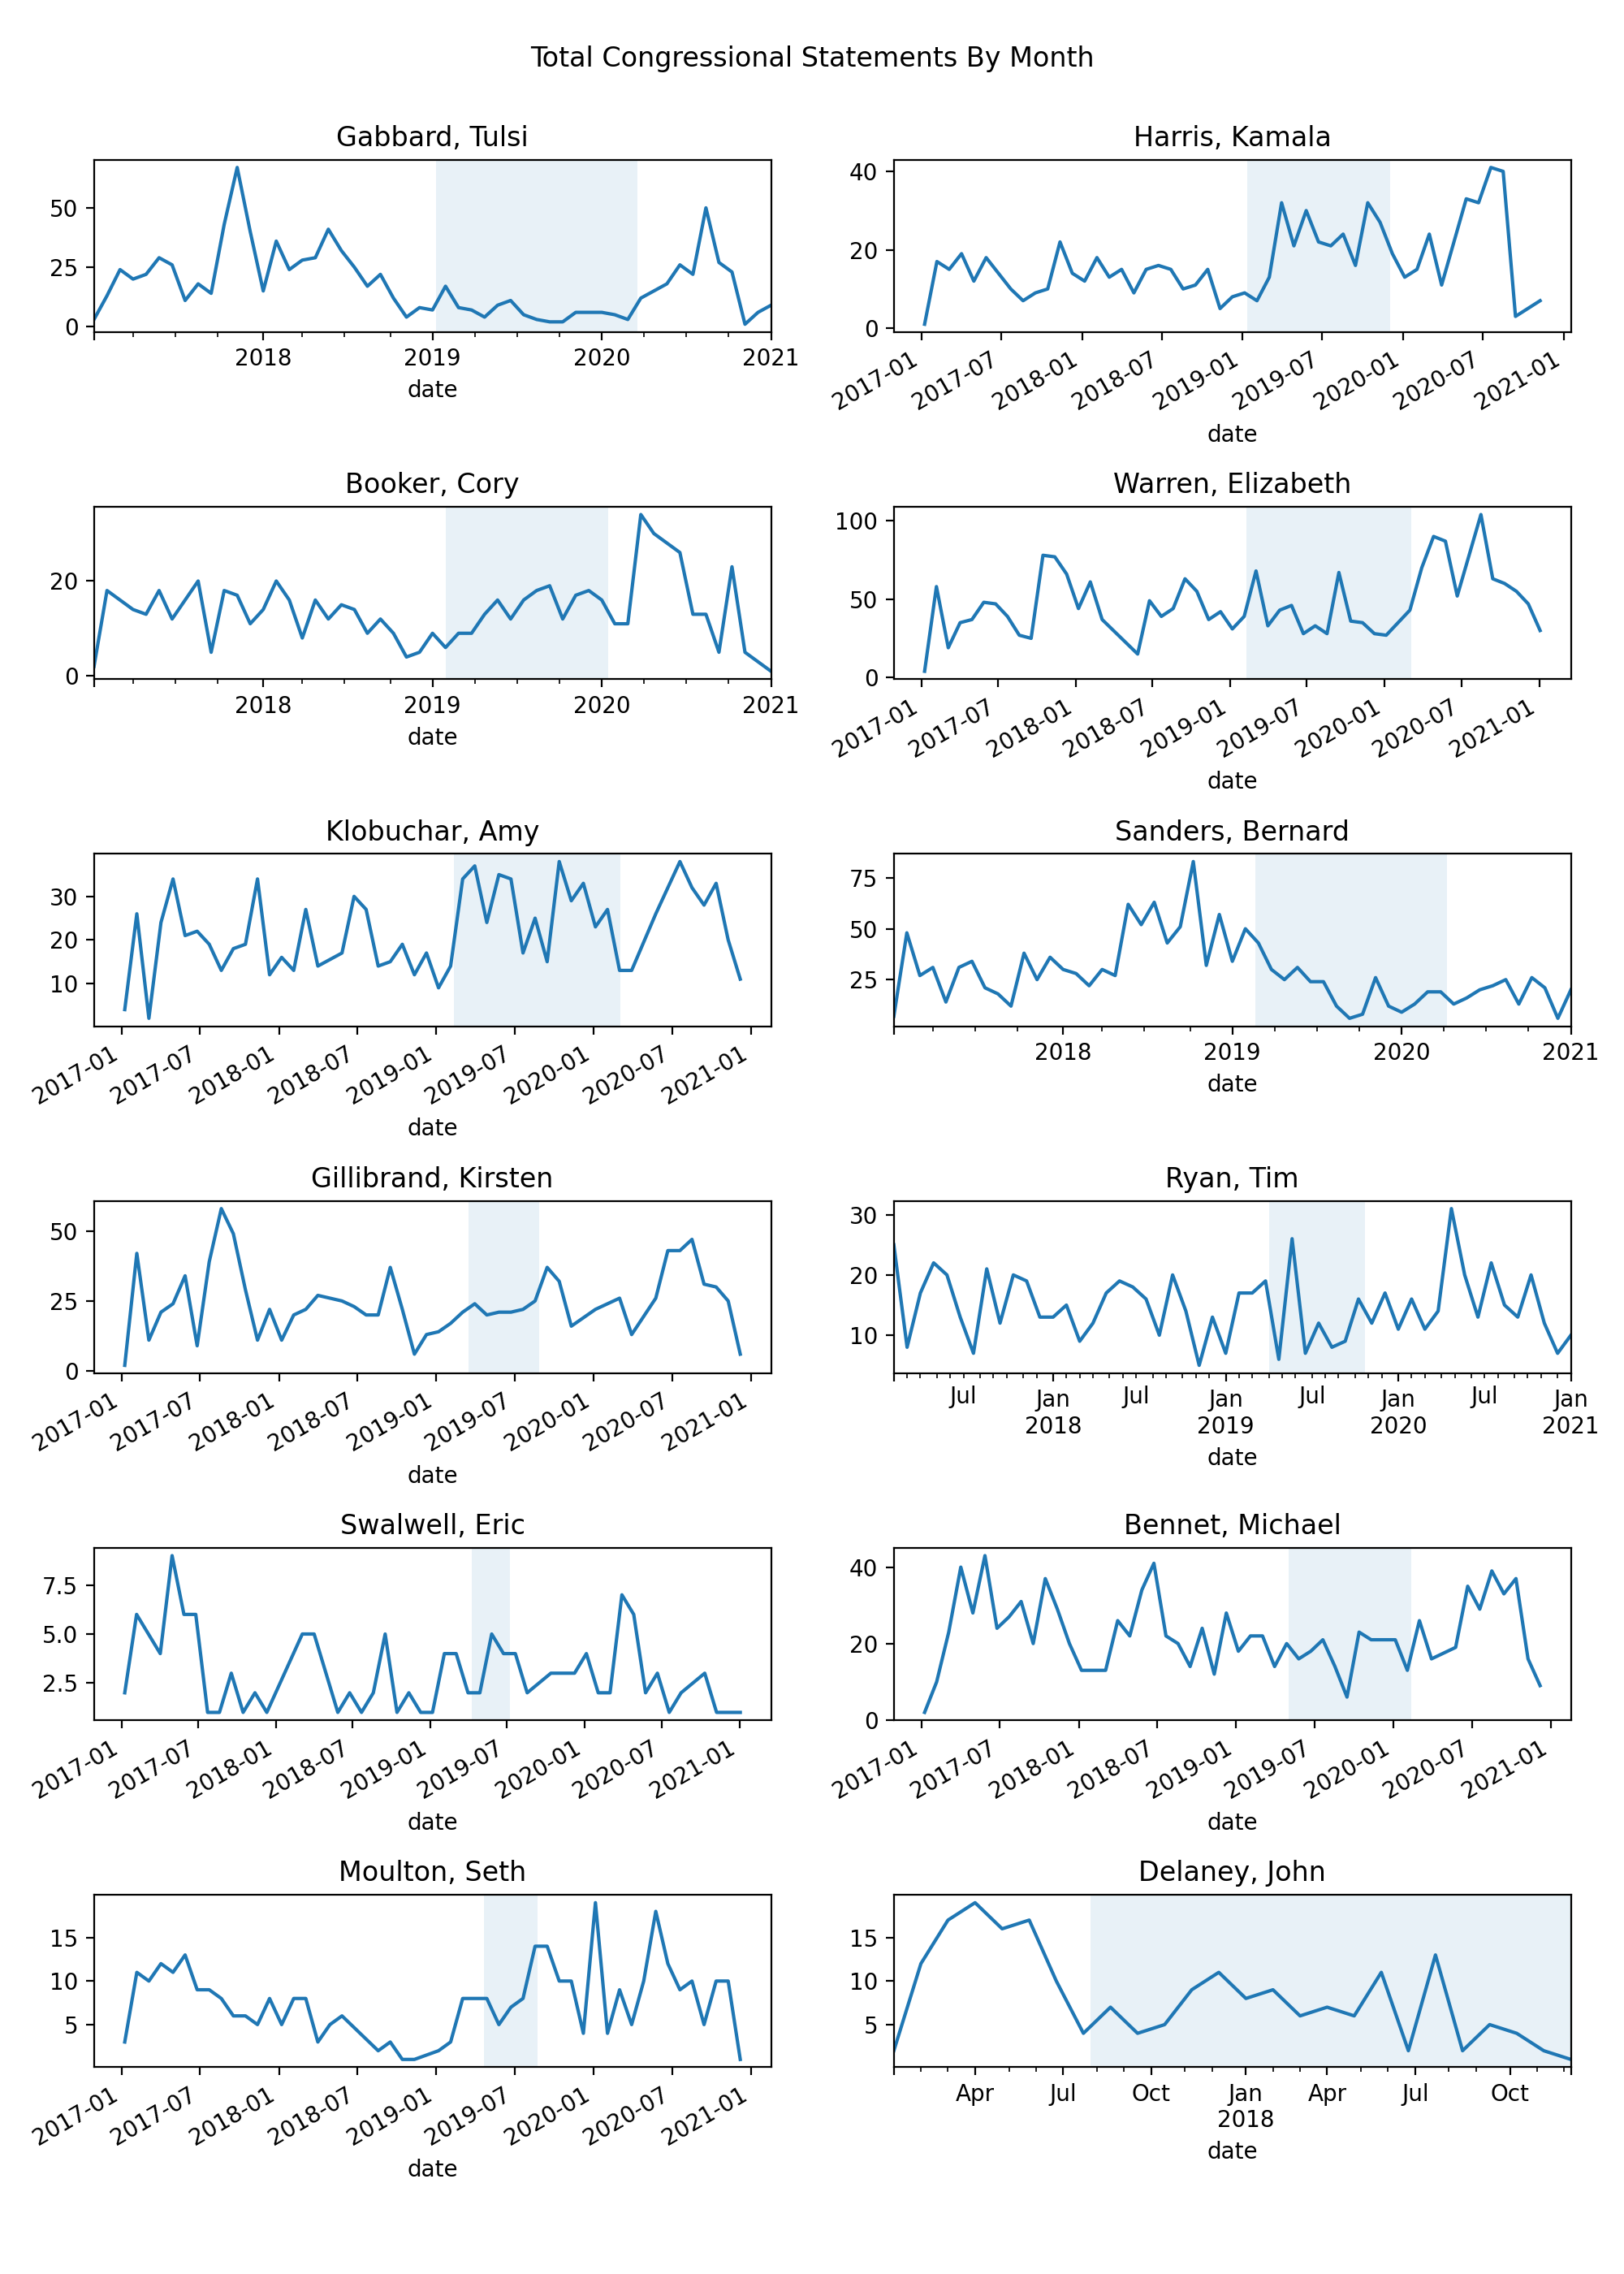 Total Congressional Statements By Month
Gabbard, Tulsi
50
25
0
2018 2019 2020 2021
date
Harris, Kamala
40
20
0
2017-01 2017-07 2018-01 2018-07 2019-01 2019-07 2020-01 2020-07 2021-01
date
Booker, Cory
20
0
2018 2019 2020 2021
date
Warren, Elizabeth
100
50
0
2017-01 2017-07 2018-01 2018-07 2019-01 2019-07 2020-01 2020-07 2021-01
date
Klobuchar, Amy
30
20
10
2017-01 2017-07 2018-01 2018-07 2019-01 2019-07 2020-01 2020-07 2021-01
date
Sanders, Bernard
75
50
25
2018 2019 2020 2021
date
Gillibrand, Kirsten
50
25
0
2017-01 2017-07 2018-01 2018-07 2019-01 2019-07 2020-01 2020-07 2021-01
date
Ryan, Tim
30
20
10
Jul Jan Jul Jan Jul Jan Jul Jan
2018 2019 2020 2021
date
Swalwell, Eric
7.5
5.0
2.5
2017-01 2017-07 2018-01 2018-07 2019-01 2019-07 2020-01 2020-07 2021-01
date
Bennet, Michael
40
20
0
2017-01 2017-07 2018-01 2018-07 2019-01 2019-07 2020-01 2020-07 2021-01
date
Moulton, Seth
15
10
5
2017-01 2017-07 2018-01 2018-07 2019-01 2019-07 2020-01 2020-07 2021-01
date
Delaney, John
15
10
5
Apr Jul Oct Jan Apr Jul Oct
2018
date